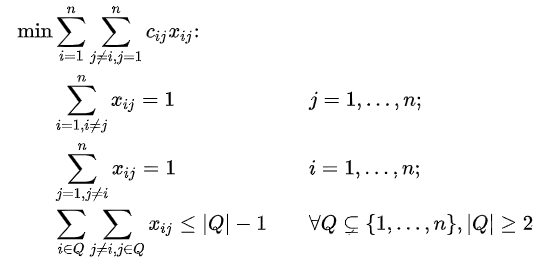 min ∑_{i=1}^{n} ∑_{j≠i,j=1}^{n} c_{ij}x_{ij}:
∑_{i=1,i≠j}^{n} x_{ij} = 1 j = 1, . . . , n;
∑_{j=1,j≠i}^{n} x_{ij} = 1 i = 1, . . . , n;
∑_{i∈Q} ∑_{j≠i,j∈Q} x_{ij} ≤ |Q| − 1 ∀Q ⊊ {1, . . . , n}, |Q| ≥ 2